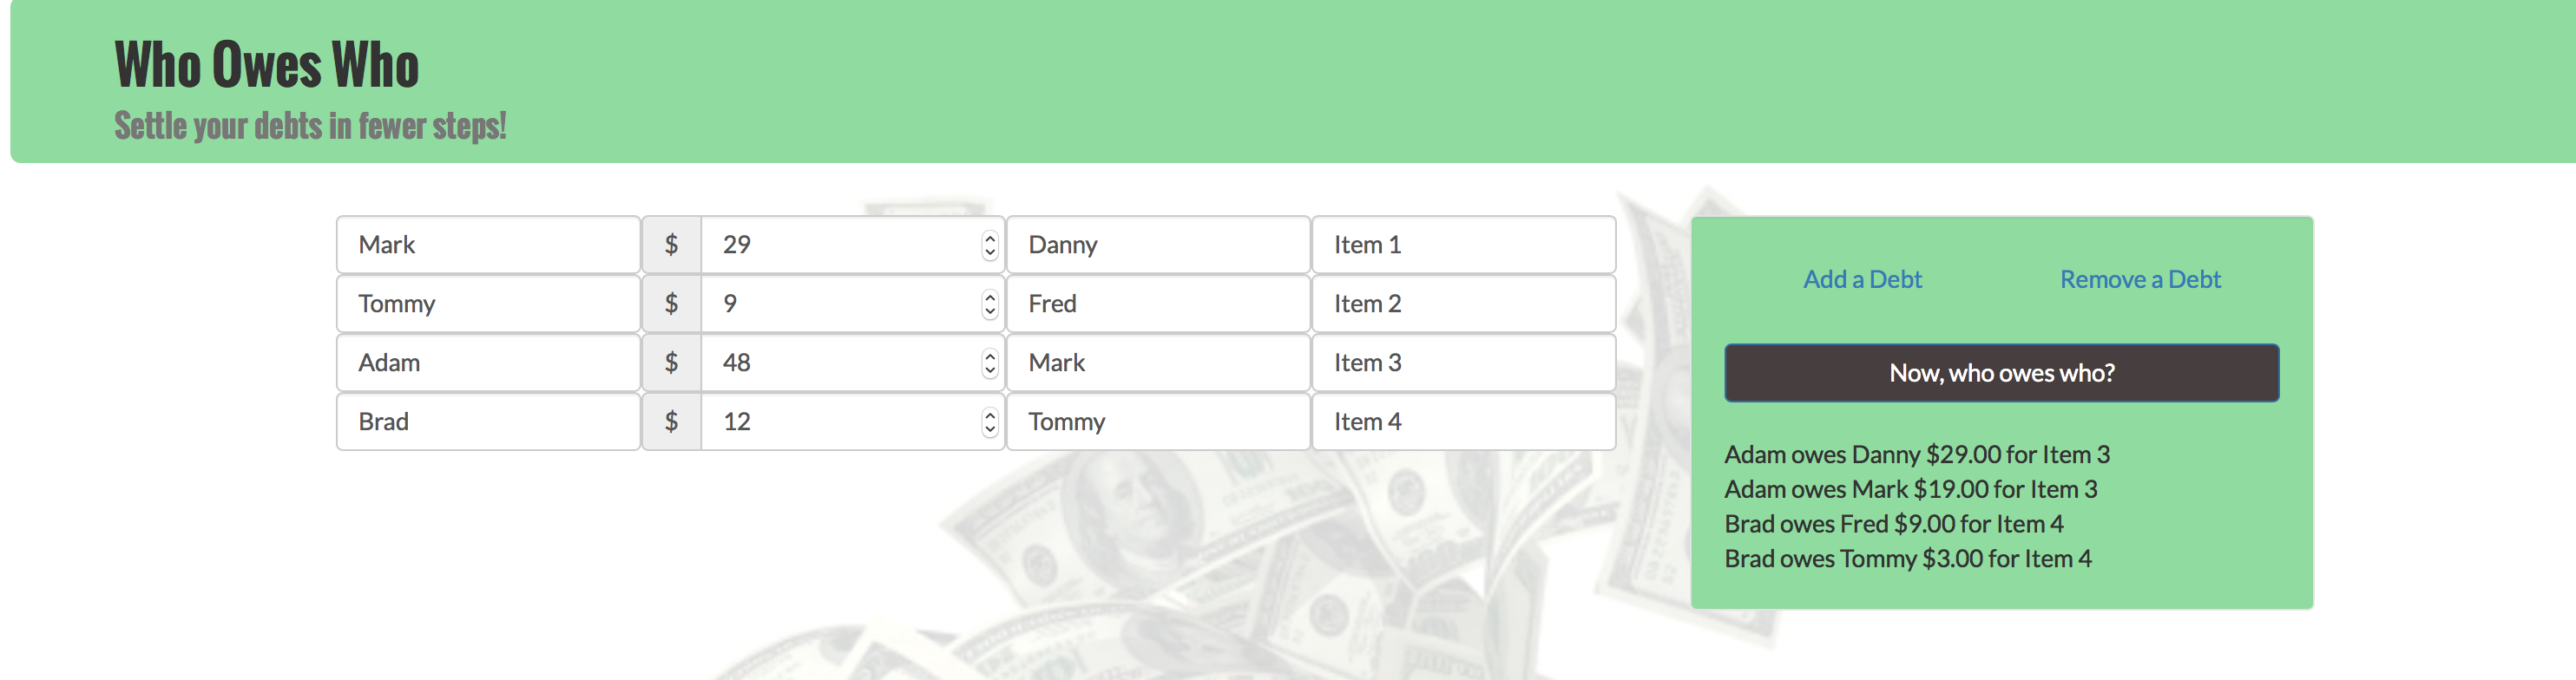 Who Owes Who
Settle your debts in fewer steps!
Mark $ 29 Danny Item 1
Tommy $ 9 Fred Item 2
Adam $ 48 Mark Item 3
Brad $ 12 Tommy Item 4
Add a Debt Remove a Debt
Now, who owes who?
Adam owes Danny $29.00 for Item 3
Adam owes Mark $19.00 for Item 3
Brad owes Fred $9.00 for Item 4
Brad owes Tommy $3.00 for Item 4